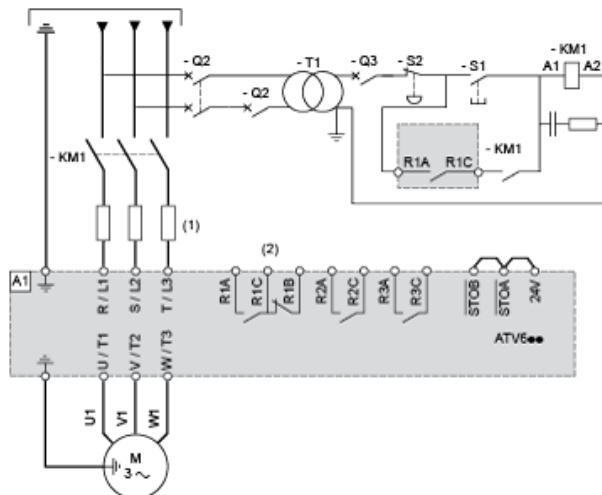 - Q2
- T1
- Q3
- S2
- S1
- KM1
A1
A2
- Q2
- KM1
R1A
R1C
- KM1
(1)
(2)
A1
R / L1
S / L2
T / L3
R1A
R1C
R1B
R2A
R2C
R3A
R3C
STOB
STOA
24V
U / T1
V / T2
W / T3
ATV6●●
U1
V1
W1
M
3 ~